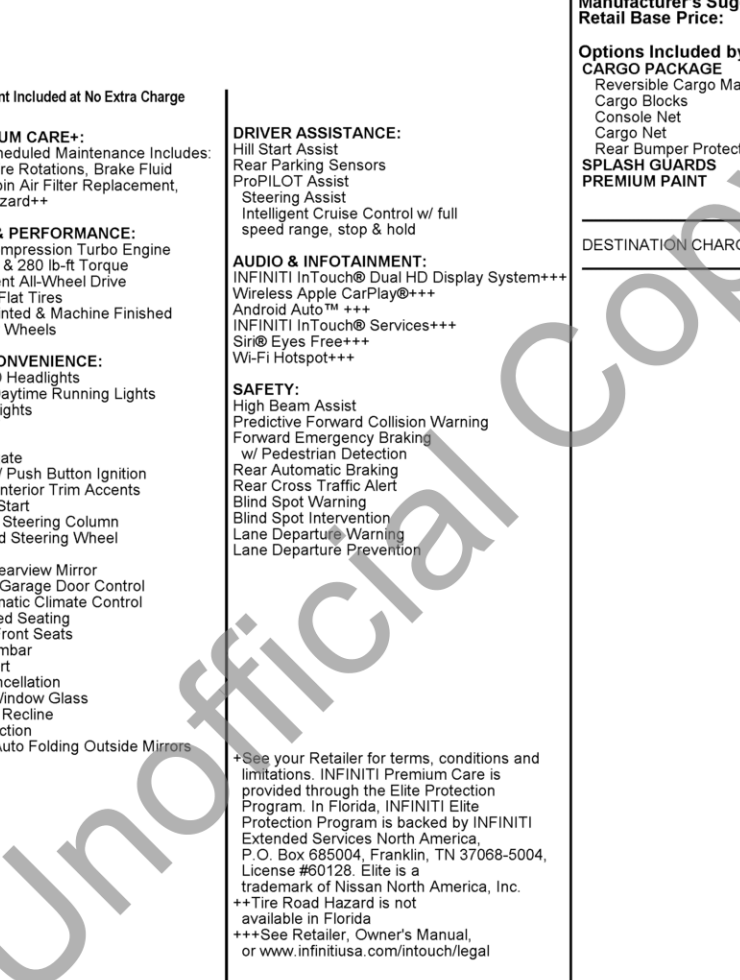 nt Included at No Extra Charge
UM CARE+:
heduled Maintenance Includes:
re Rotations, Brake Fluid
bin Air Filter Replacement,
zard++
& PERFORMANCE:
mpression Turbo Engine
& 280 lb-ft Torque
nt All-Wheel Drive
Flat Tires
nted & Machine Finished
Wheels
ONVENIENCE:
Headlights
aytime Running Lights
ights
ate
/ Push Button Ignition
nterior Trim Accents
Start
Steering Column
d Steering Wheel
earview Mirror
Garage Door Control
matic Climate Control
ed Seating
Front Seats
mbar
rt
ncellation
Window Glass
Recline
ction
Auto Folding Outside Mirrors
DRIVER ASSISTANCE:
Hill Start Assist
Rear Parking Sensors
ProPILOT Assist
Steering Assist
Intelligent Cruise Control w/ full
speed range, stop & hold
AUDIO & INFOTAINMENT:
INFINITI InTouch® Dual HD Display System+++
Wireless Apple CarPlay®+++
Android Auto™ +++
INFINITI InTouch® Services+++
Siri® Eyes Free+++
Wi-Fi Hotspot+++
SAFETY:
High Beam Assist
Predictive Forward Collision Warning
Forward Emergency Braking
w/ Pedestrian Detection
Rear Automatic Braking
Rear Cross Traffic Alert
Blind Spot Warning
Blind Spot Intervention
Lane Departure Warning
Lane Departure Prevention
+See your Retailer for terms, conditions and
limitations. INFINITI Premium Care is
provided through the Elite Protection
Program. In Florida, INFINITI Elite
Protection Program is backed by INFINITI
Extended Services North America,
P.O. Box 685004, Franklin, TN 37068-5004,
License #60128. Elite is a
trademark of Nissan North America, Inc.
++Tire Road Hazard is not
available in Florida
+++See Retailer, Owner's Manual,
or www.infinitiusa.com/intouch/legal
Manufacturer's Sug
Retail Base Price:
Options Included by
CARGO PACKAGE
Reversible Cargo Ma
Cargo Blocks
Console Net
Cargo Net
Rear Bumper Protect
SPLASH GUARDS
PREMIUM PAINT
DESTINATION CHARG
Unofficial Copy